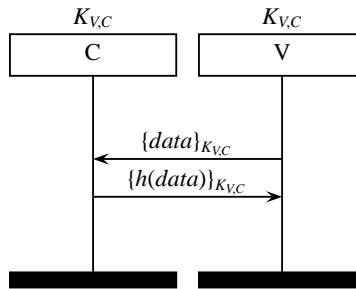 K_{V,C} K_{V,C}
C V
{data}_{K_{V,C}}
{h(data)}_{K_{V,C}}